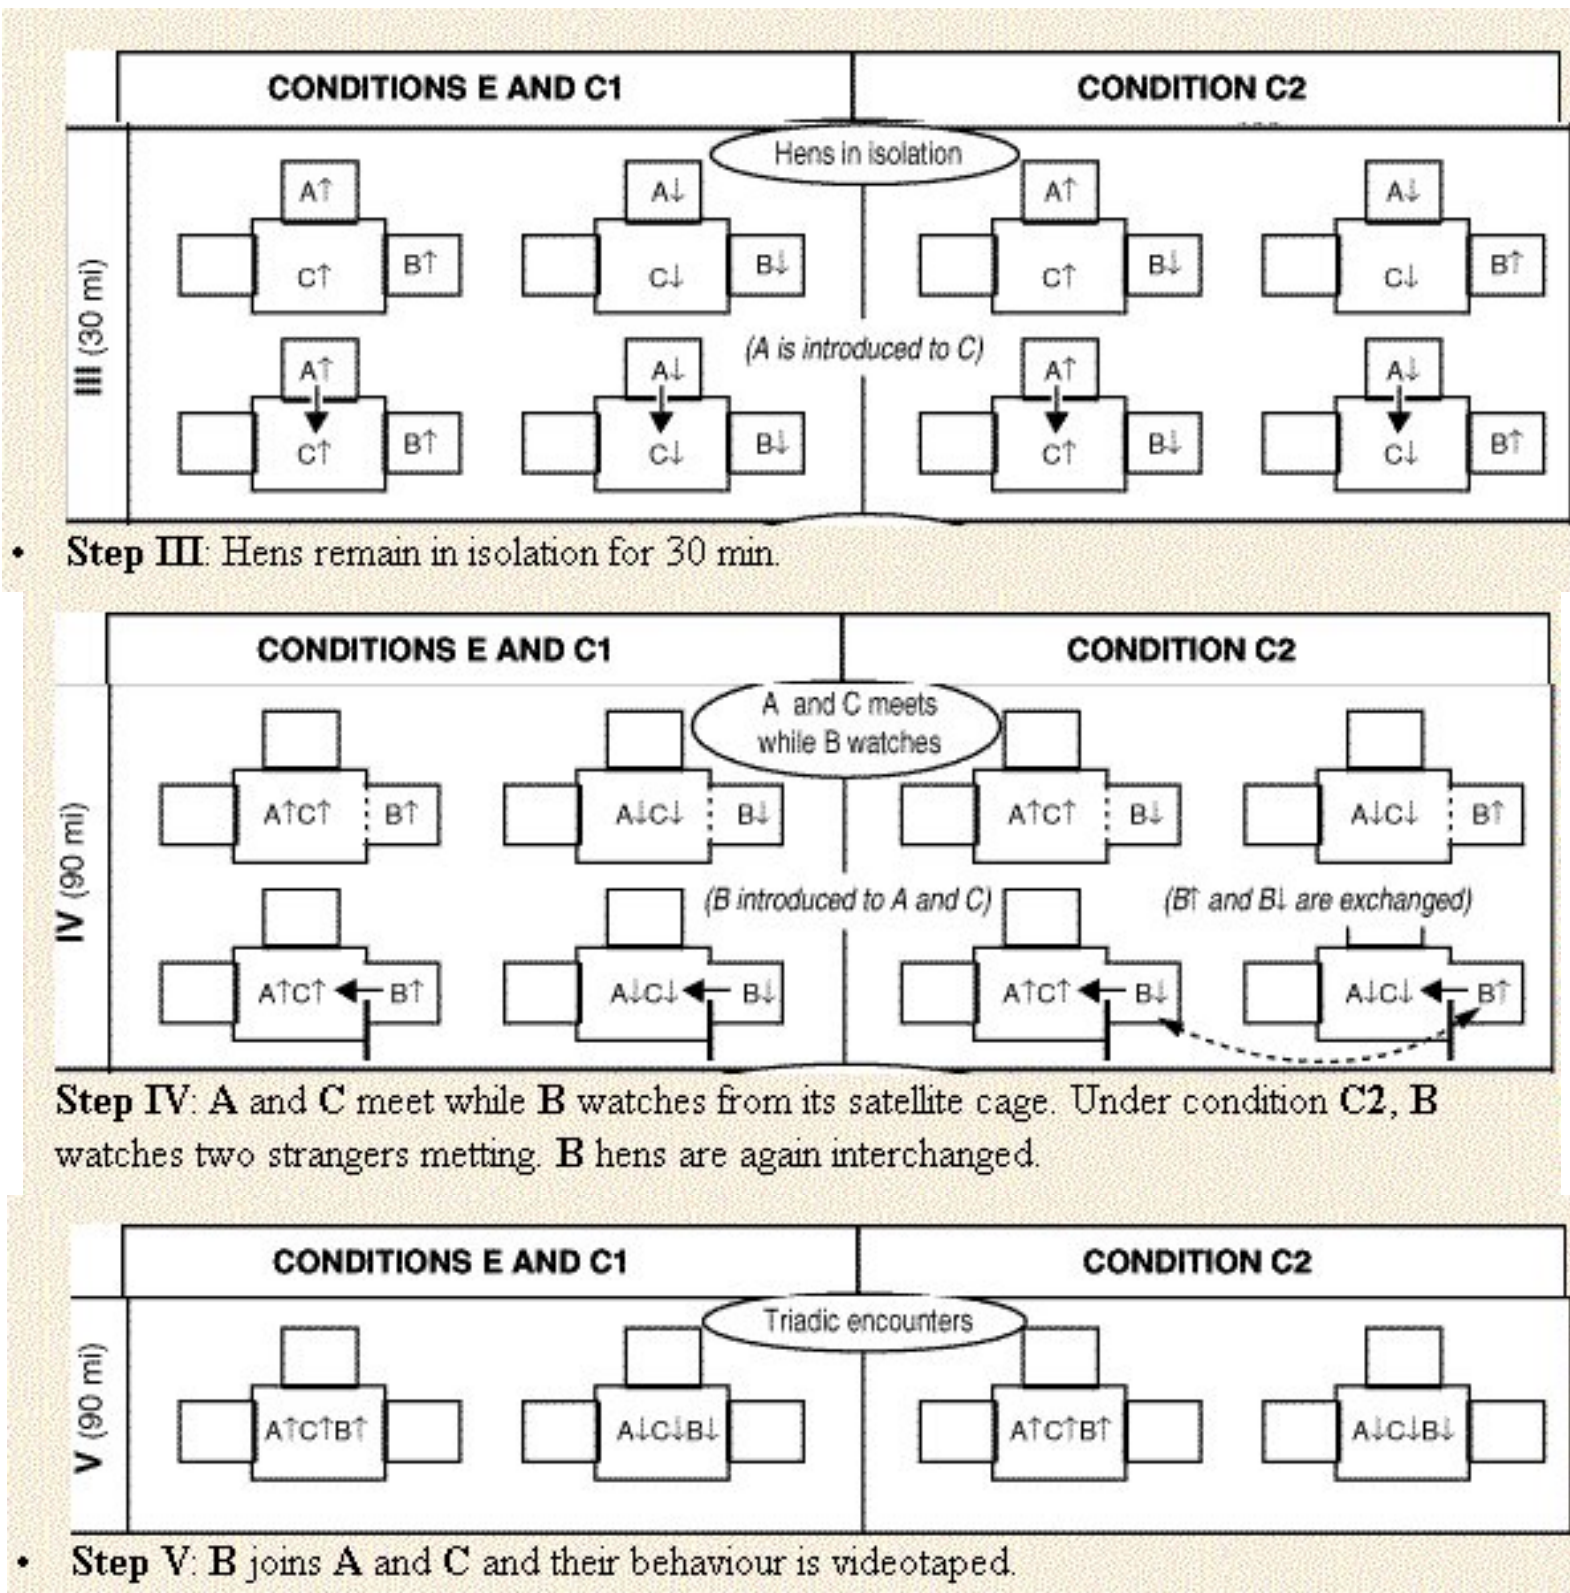 CONDITIONS E AND C1 CONDITION C2
Hens in isolation
A↑ A↓ A↑ A↓
C↑ B↑ C↓ B↓ C↑ B↓ C↓ B↑
III (30 mi)
(A is introduced to C)
A↑ A↓ A↑ A↓
C↑ B↑ C↓ B↓ C↑ B↓ C↓ B↑
• Step III: Hens remain in isolation for 30 min.
CONDITIONS E AND C1 CONDITION C2
A and C meets
while B watches
A↑C↑ B↑ A↓C↓ B↓ A↑C↑ B↓ A↓C↓ B↑
IV (90 mi)
(B introduced to A and C) (B↑ and B↓ are exchanged)
A↑C↑ B↑ A↓C↓ B↓ A↑C↑ B↓ A↓C↓ B↑
Step IV: A and C meet while B watches from its satellite cage. Under condition C2, B
watches two strangers metting. B hens are again interchanged.
CONDITIONS E AND C1 CONDITION C2
Triadic encounters
V (90 mi)
A↑C↑B↑ A↓C↓B↓ A↑C↑B↑ A↓C↓B↓
• Step V: B joins A and C and their behaviour is videotaped.